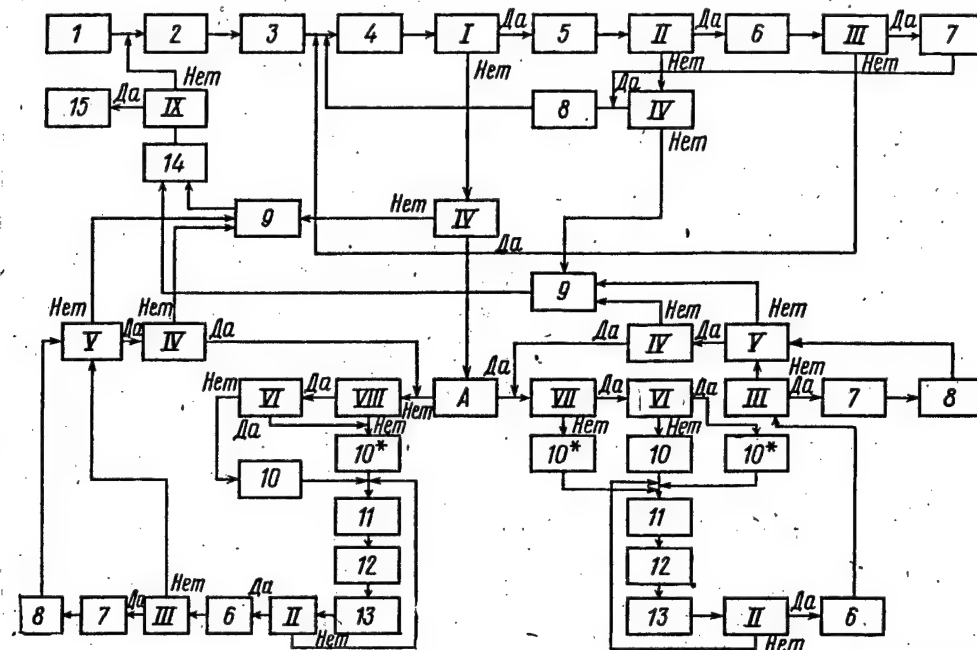 1 2 3 4 I Да 5 II Да 6 III Да 7
Нет Нет Нет Нет
15 Да IX 8 Да IV
Нет
14
9 Нет IV
Да
9
Нет Нет Нет Нет
V Да IV Да Да IV Да V
Нет Да Да Да Нет
VI VIII Нет A VII VI III Да 7 8
Да Нет Нет Нет
10 10* 10* 10 10*
11 11
12 12
Нет
8 7 Да III 6 Да II 13 13 II Да 6
Нет Нет